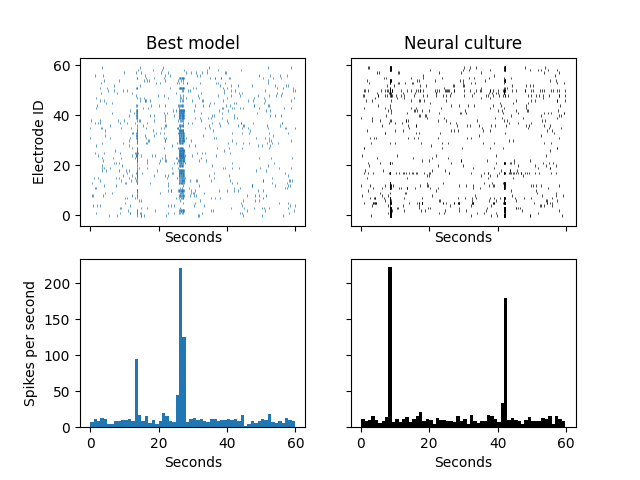 Best model
Neural culture
Electrode ID
60
40
20
0
Seconds
Seconds
Spikes per second
200
150
100
50
0
0 20 40 60
0 20 40 60
Seconds
Seconds